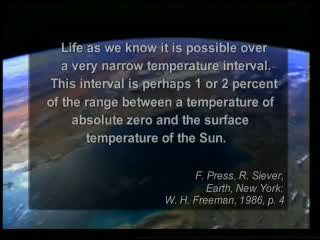 Life as we know it is possible over
a very narrow temperature interval.
This interval is perhaps 1 or 2 percent
of the range between a temperature of
absolute zero and the surface
temperature of the Sun.
F. Press, R. Siever,
Earth, New York:
W. H. Freeman, 1986, p. 4